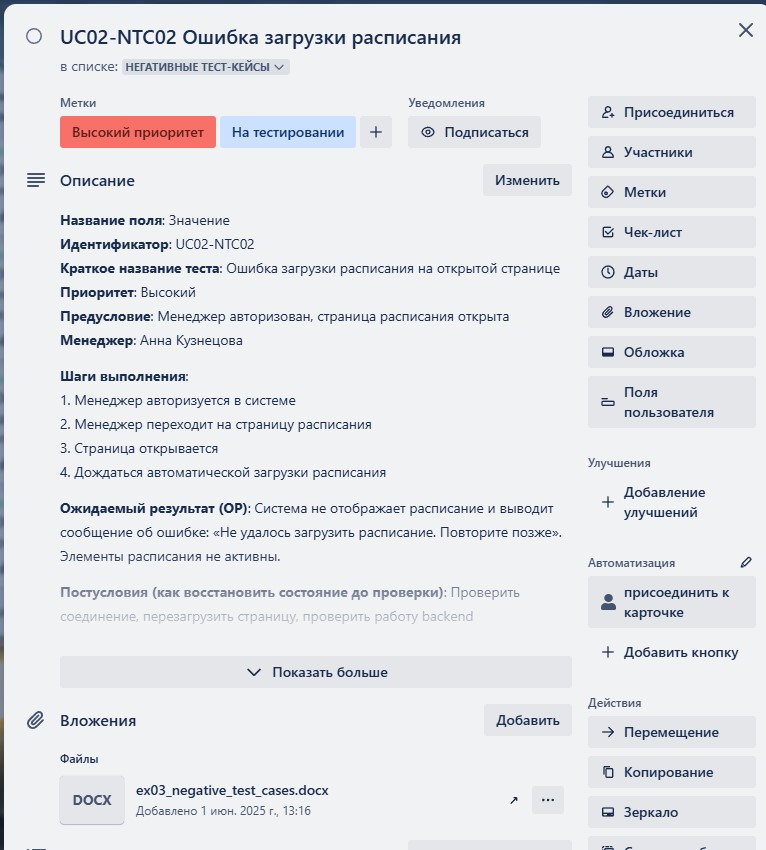 UC02-NTC02 Ошибка загрузки расписания
в списке: НЕГАТИВНЫЕ ТЕСТ-КЕЙСЫ
Метки
Высокий приоритет
На тестировании
+
Уведомления
Подписаться
Описание
Изменить
Название поля: Значение
Идентификатор: UC02-NTC02
Краткое название теста: Ошибка загрузки расписания на открытой странице
Приоритет: Высокий
Предусловие: Менеджер авторизован, страница расписания открыта
Менеджер: Анна Кузнецова
Шаги выполнения:
1. Менеджер авторизуется в системе
2. Менеджер переходит на страницу расписания
3. Страница открывается
4. Дождаться автоматической загрузки расписания
Ожидаемый результат (ОР): Система не отображает расписание и выводит
сообщение об ошибке: «Не удалось загрузить расписание. Повторите позже».
Элементы расписания не активны.
Постусловия (как восстановить состояние до проверки): Проверить
соединение, перезагрузить страницу, проверить работу backend
Показать больше
Вложения
Добавить
Файлы
DOCX
ex03_negative_test_cases.docx
Добавлено 1 июн. 2025 г., 13:16
Присоединиться
Участники
Метки
Чек-лист
Даты
Вложение
Обложка
Поля
пользователя
Улучшения
+ Добавление
улучшений
Автоматизация
присоединить к
карточке
+ Добавить кнопку
Действия
Перемещение
Копирование
Зеркало